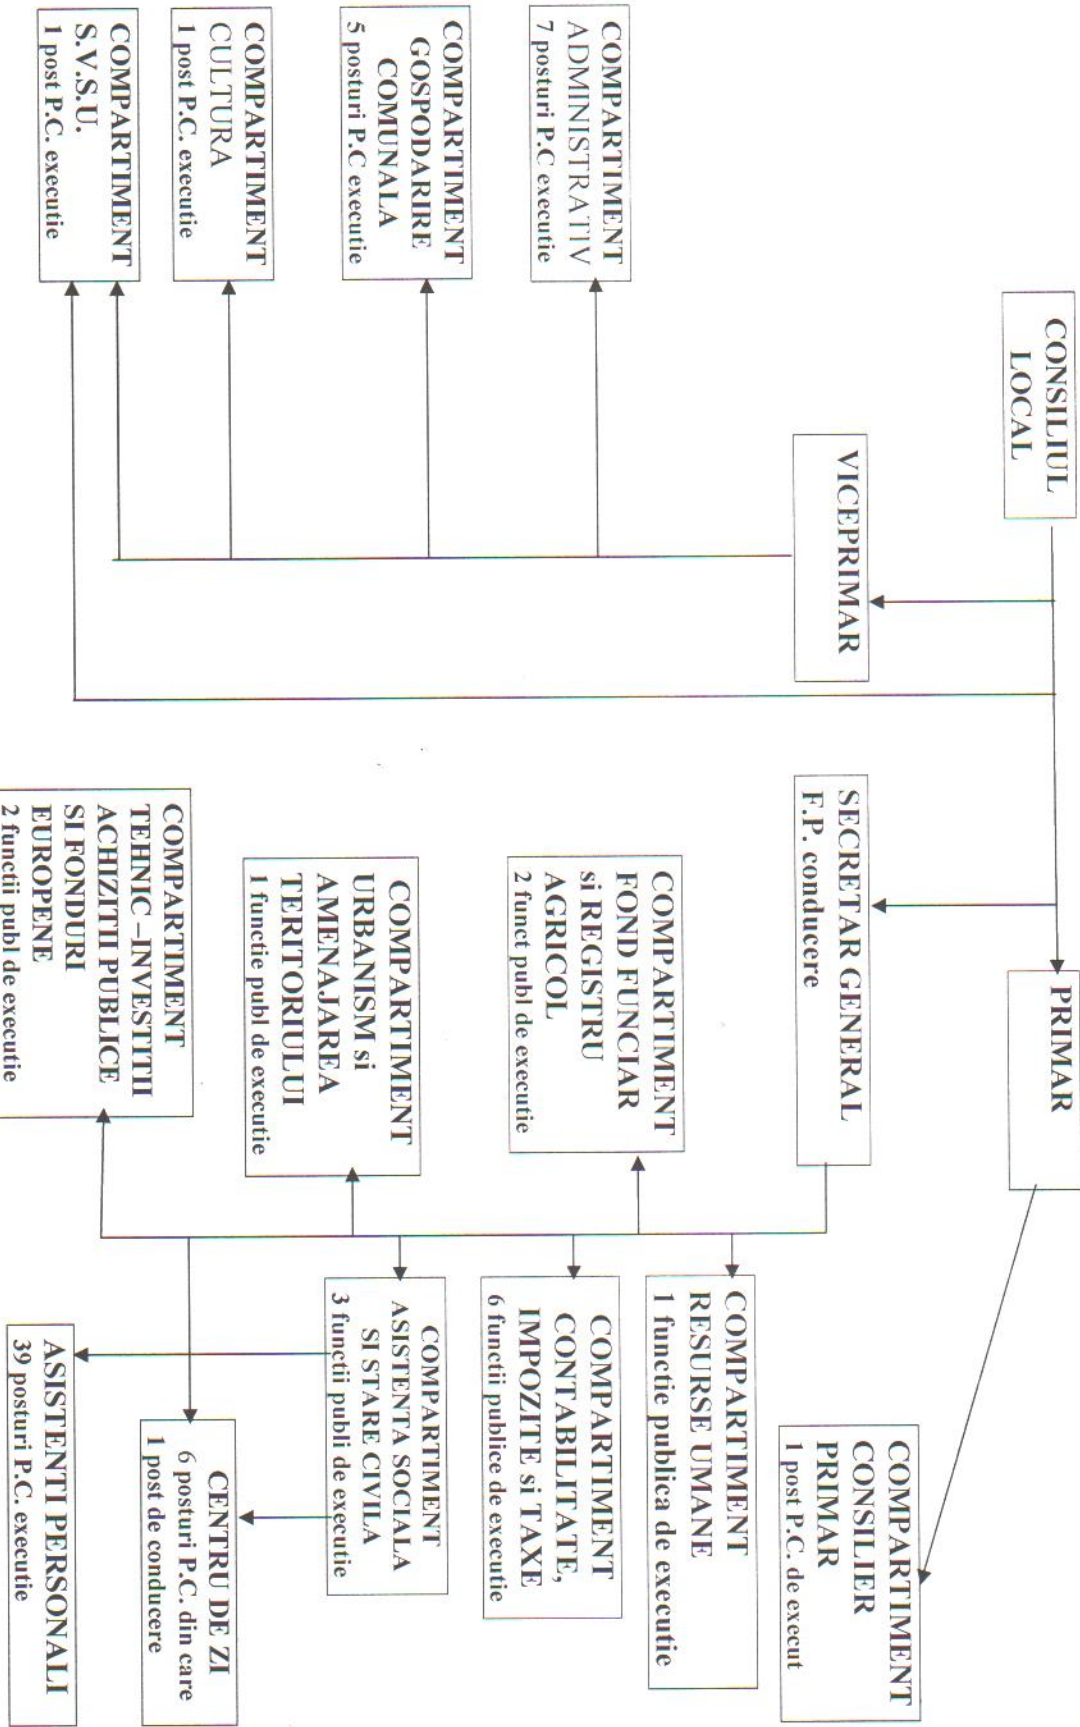 CONSILIUL
LOCAL
PRIMAR
VICEPRIMAR
SECRETAR GENERAL
F.P. conducere
COMPARTIMENT
CONSILIER
PRIMAR
1 post P.C. de execut
COMPARTIMENT
ADMINISTRATIV
7 posturi P.C executie
COMPARTIMENT
GOSPODARIRE
COMUNALA
5 posturi P.C executie
COMPARTIMENT
CULTURA
1 post P.C. executie
COMPARTIMENT
S.V.S.U.
1 post P.C. executie
COMPARTIMENT
FOND FUNCIAR
si REGISTRU
AGRICOL
2 funct publ de executie
COMPARTIMENT
URBANISM si
AMENAJAREA
TERITORIULUI
1 functie publ de executie
COMPARTIMENT
TEHNIC –INVESTITII
ACHIZITII PUBLICE
SI FONDURI
EUROPENE
2 functii publ de executie
COMPARTIMENT
RESURSE UMANE
1 functie publica de executie
COMPARTIMENT
CONTABILITATE,
IMPOZITE si TAXE
6 functii publice de executie
COMPARTIMENT
ASISTENTA SOCIALA
SI STARE CIVILA
3 functii publi de executie
CENTRU DE ZI
6 posturi P.C. din care
1 post de conducere
ASISTENTI PERSONALI
39 posturi P.C. executie